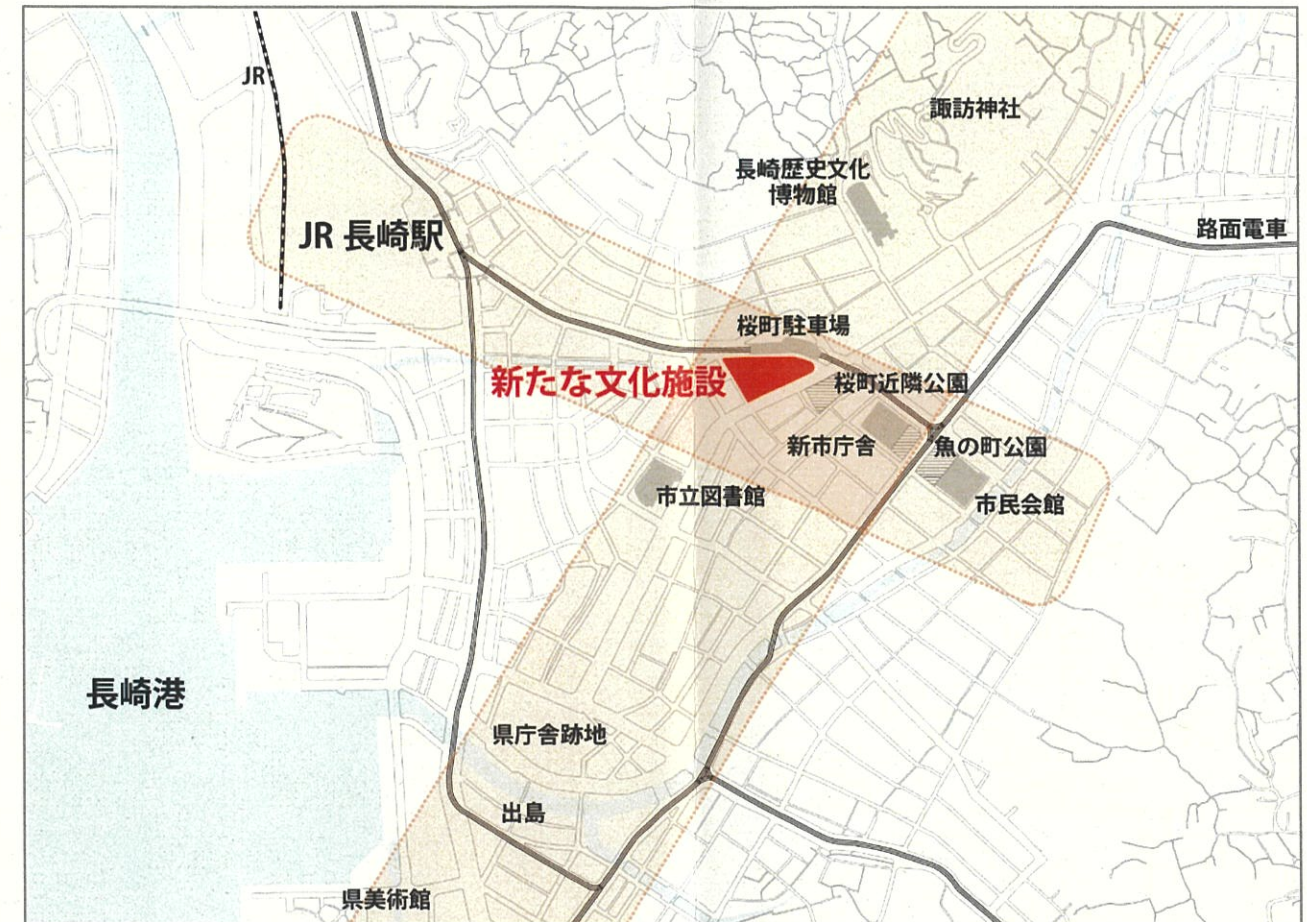 JR
諏訪神社
長崎歴史文化
博物館
路面電車
JR 長崎駅
桜町駐車場
新たな文化施設
桜町近隣公園
新市庁舎
魚の町公園
市立図書館
市民会館
長崎港
県庁舎跡地
出島
県美術館